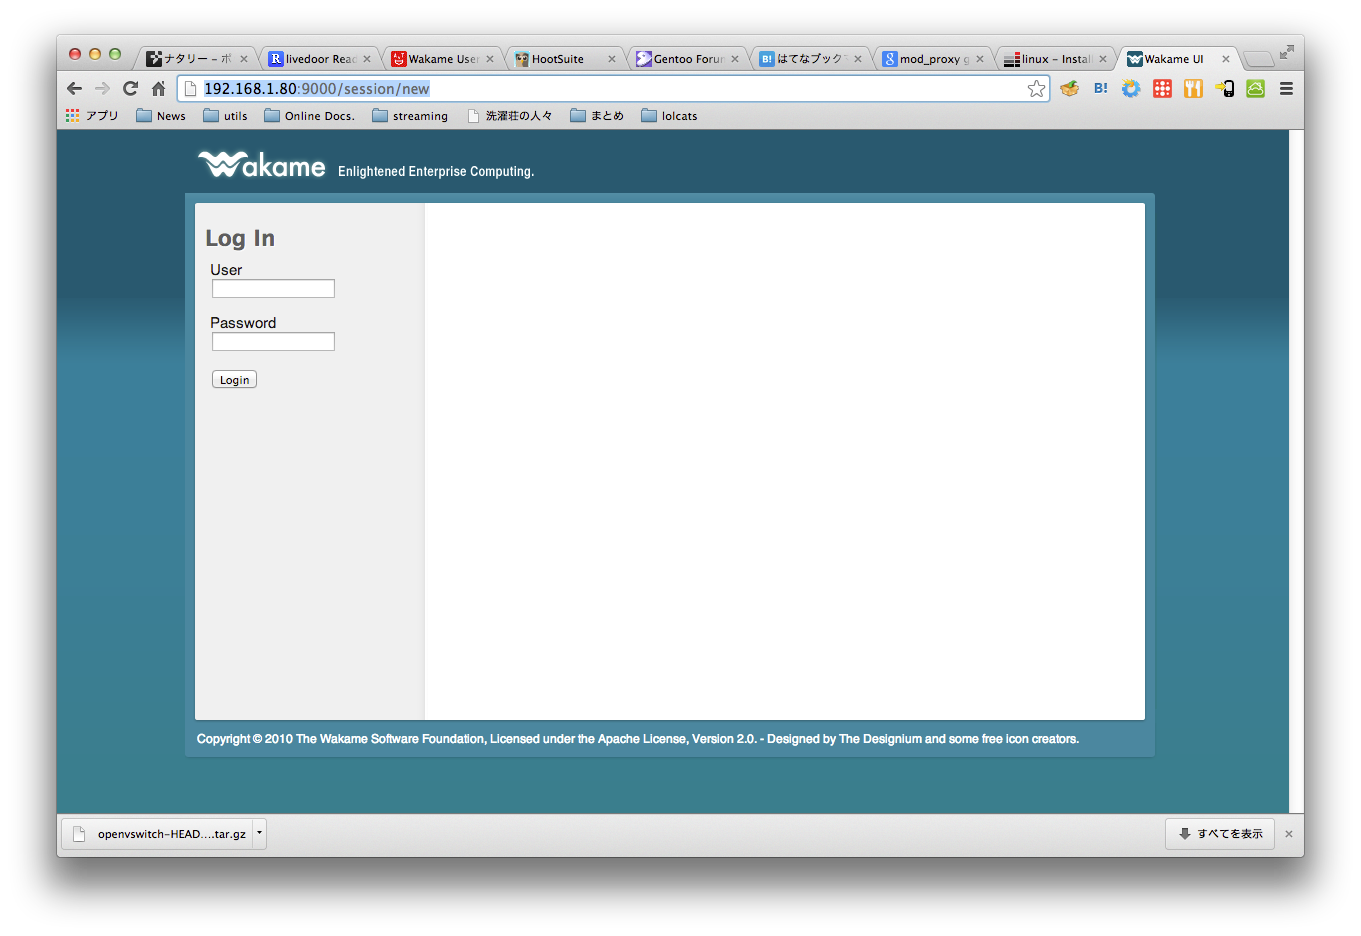 ナタリー – ポ
livedoor Read
Wakame User
HootSuite
Gentoo Forum
はてなブック
mod_proxy g
linux – Instal
Wakame UI
192.168.1.80:9000/session/new
アプリ
News
utils
Online Docs.
streaming
洗濯荘の人々
まとめ
lolcats
Wakame Enlightened Enterprise Computing.
Log In
User
Password
Login
Copyright © 2010 The Wakame Software Foundation, Licensed under the Apache License, Version 2.0. - Designed by The Designium and some free icon creators.
openvswitch-HEAD....tar.gz
すべてを表示